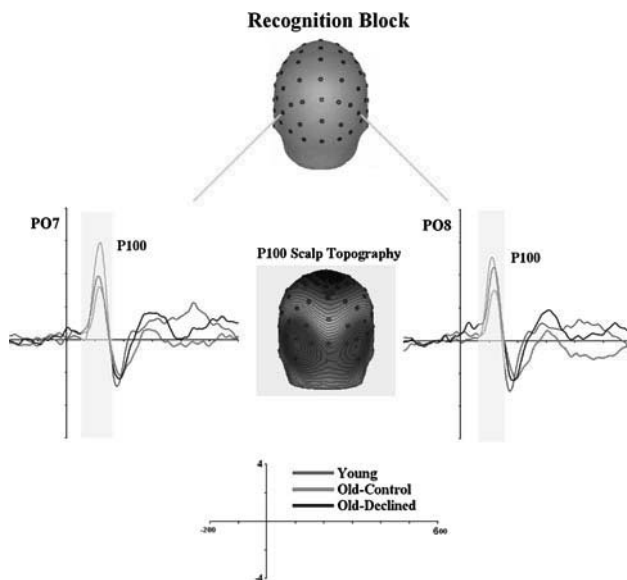 Recognition Block
PO7
P100
P100 Scalp Topography
PO8
P100
4
Young
Old-Control
Old-Declined
-200
600
-4